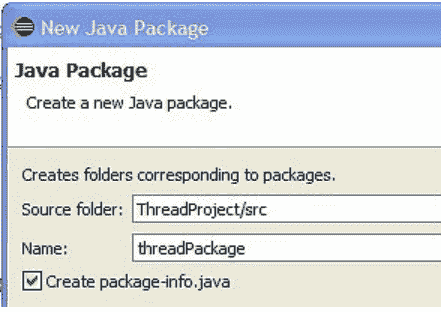 New Java Package
Java Package
Create a new Java package.
Creates folders corresponding to packages.
Source folder: ThreadProject/src
Name: threadPackage
Create package-info.java